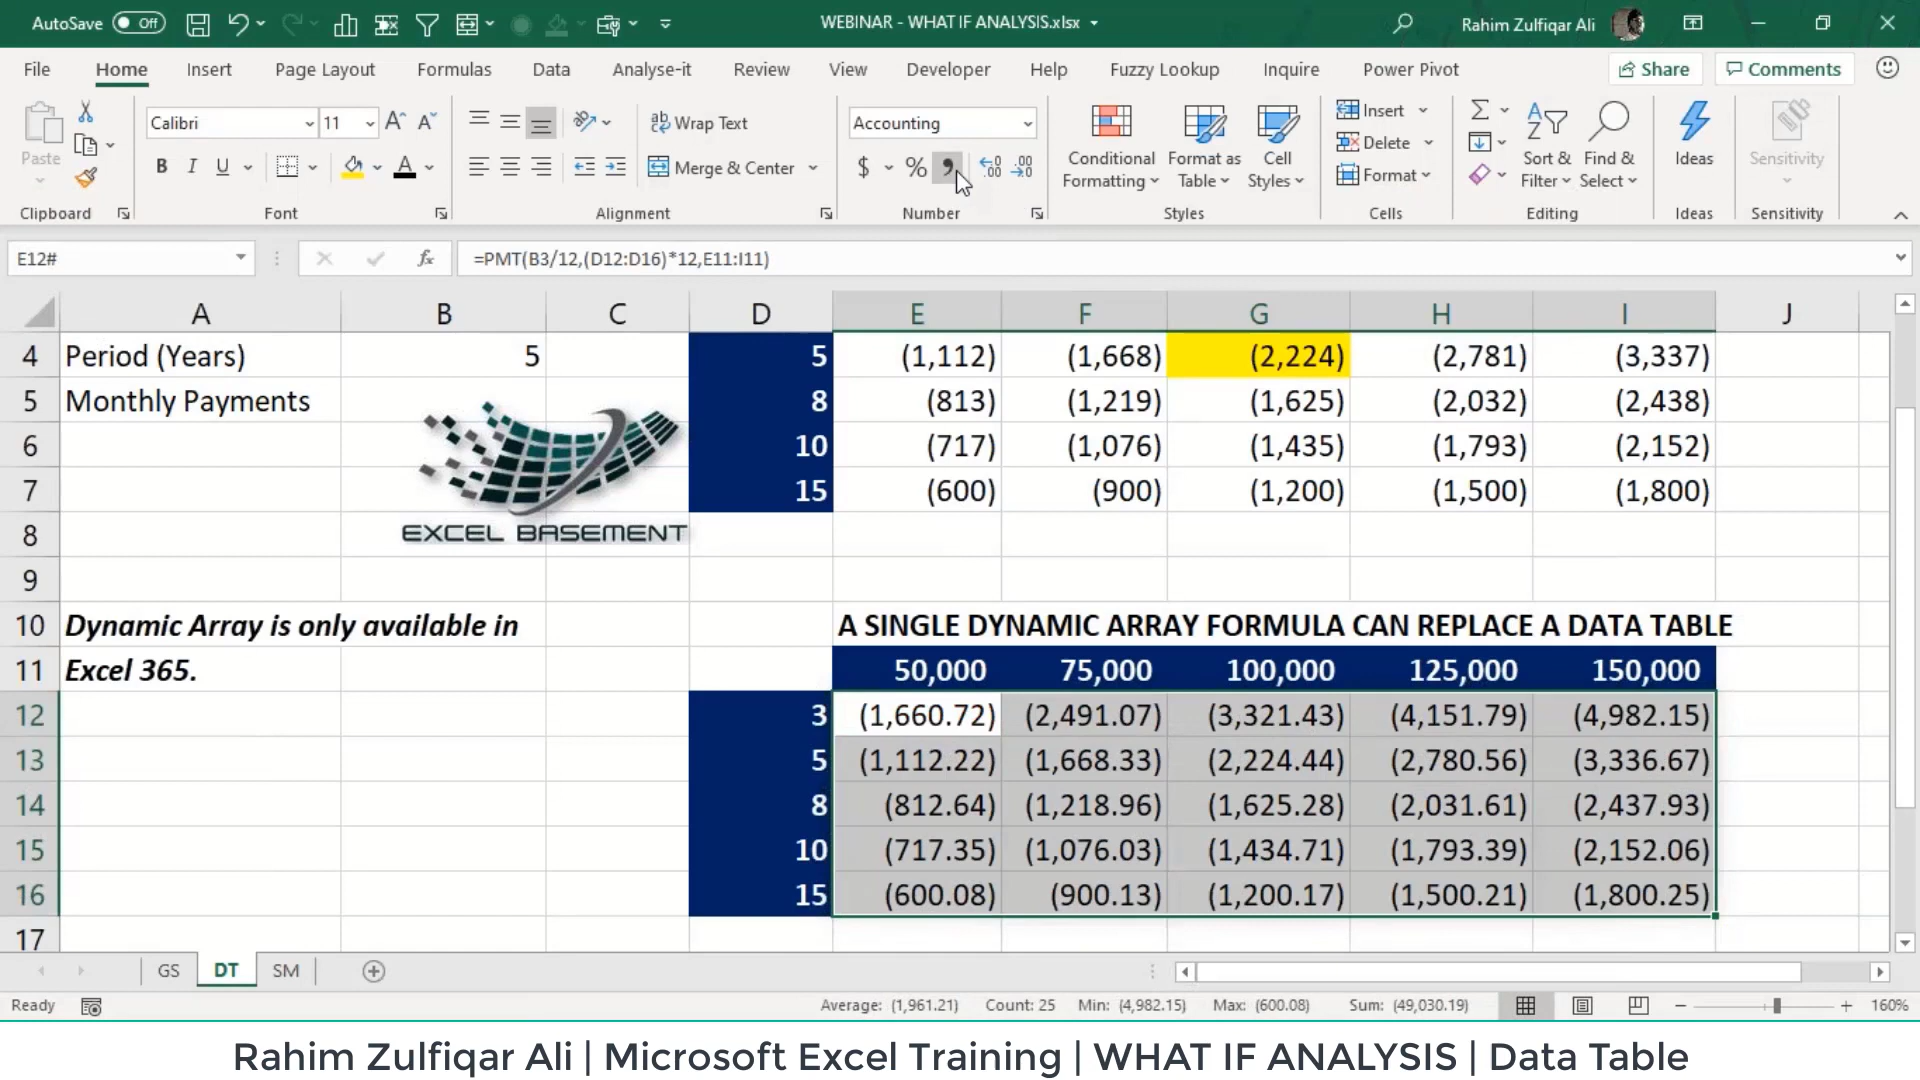 AutoSave Off WEBINAR - WHAT IF ANALYSIS.xlsx Rahim Zulfiqar Ali
File Home Insert Page Layout Formulas Data Analyse-it Review View Developer Help Fuzzy Lookup Inquire Power Pivot Share Comments
Calibri 11 A A Wrap Text Accounting Insert Σ
Paste B I U A Merge & Center $ % , Conditional Formatting Format as Table Cell Styles Delete Format Sort & Filter Find & Select Ideas Sensitivity
Clipboard Font Alignment Number Styles Cells Editing Ideas Sensitivity
E12# fx =PMT(B3/12,(D12:D16)*12,E11:I11)
A B C D E F G H I J
4 Period (Years) 5 5 (1,112) (1,668) (2,224) (2,781) (3,337)
5 Monthly Payments 8 (813) (1,219) (1,625) (2,032) (2,438)
6 10 (717) (1,076) (1,435) (1,793) (2,152)
7 15 (600) (900) (1,200) (1,500) (1,800)
8 EXCEL BASEMENT
9
10 Dynamic Array is only available in A SINGLE DYNAMIC ARRAY FORMULA CAN REPLACE A DATA TABLE
11 Excel 365. 50,000 75,000 100,000 125,000 150,000
12 3 (1,660.72) (2,491.07) (3,321.43) (4,151.79) (4,982.15)
13 5 (1,112.22) (1,668.33) (2,224.44) (2,780.56) (3,336.67)
14 8 (812.64) (1,218.96) (1,625.28) (2,031.61) (2,437.93)
15 10 (717.35) (1,076.03) (1,434.71) (1,793.39) (2,152.06)
16 15 (600.08) (900.13) (1,200.17) (1,500.21) (1,800.25)
17
GS DT SM
Ready Average: (1,961.21) Count: 25 Min: (4,982.15) Max: (600.08) Sum: (49,030.19) 160%
Rahim Zulfiqar Ali | Microsoft Excel Training | WHAT IF ANALYSIS | Data Table